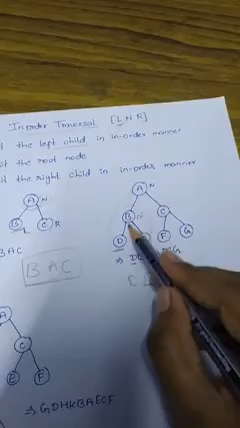 Inorder Traversal [LNR]
the left child in in-order manner
the root node
the right child in in-order manner
A N
A N
B L
C R
B N
C
D
F
G
BAC
BAC
A
C
E
F
⇒ GDHKBAECF